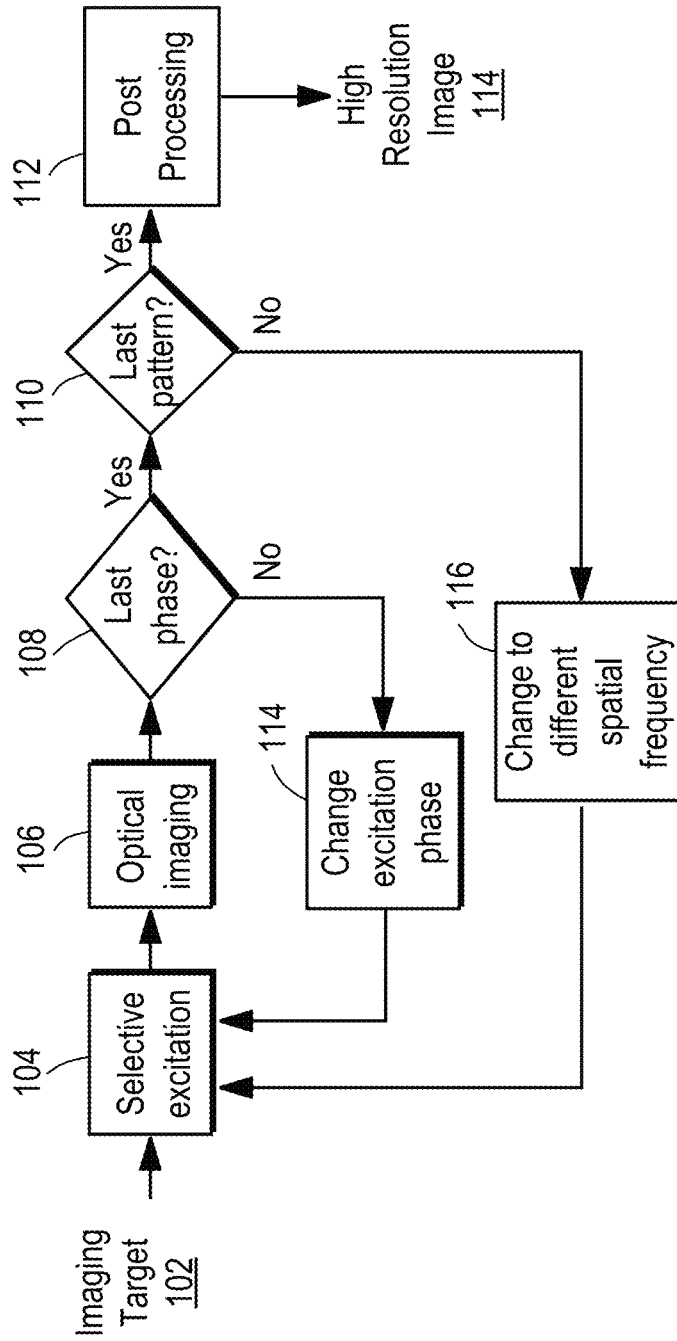 Imaging
Target
102
104
Selective
excitation
106
Optical
imaging
108
Last
phase?
Yes
No
110
Last
pattern?
Yes
No
112
Post
Processing
High
Resolution
Image
114
114
Change
excitation
phase
116
Change to
different
spatial
frequency